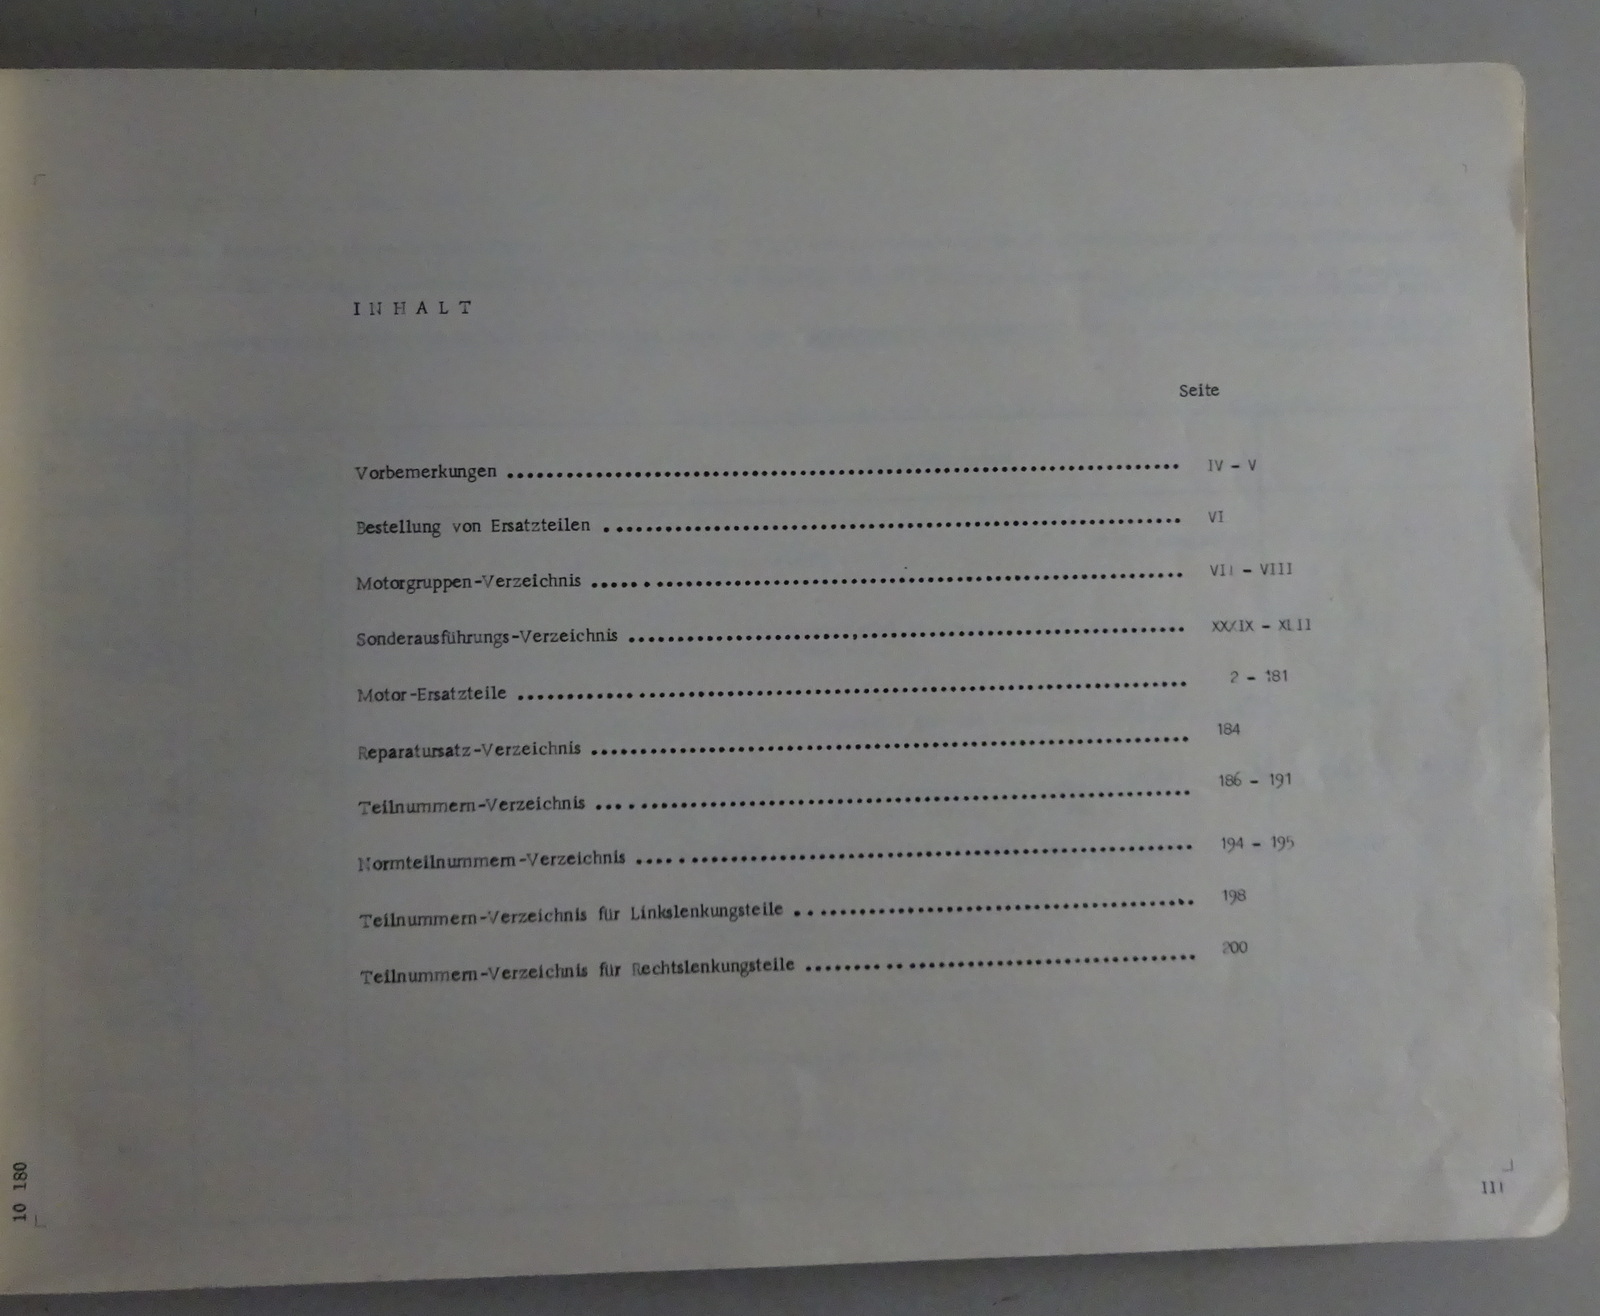 INHALT
Seite
Vorbemerkungen ........ IV - V
Bestellung von Ersatzteilen ........ VI
Motorgruppen-Verzeichnis ........ VII - VIII
Sonderausführungs-Verzeichnis ........ XXXIX - XLII
Motor-Ersatzteile ........ 2 - 181
Reparatursatz-Verzeichnis ........ 184
Teilnummern-Verzeichnis ........ 186 - 191
Normteilnummern-Verzeichnis ........ 194 - 195
Teilnummern-Verzeichnis für Linkslenkungsteile ........ 198
Teilnummern-Verzeichnis für Rechtslenkungsteile ........ 200
10 180
III